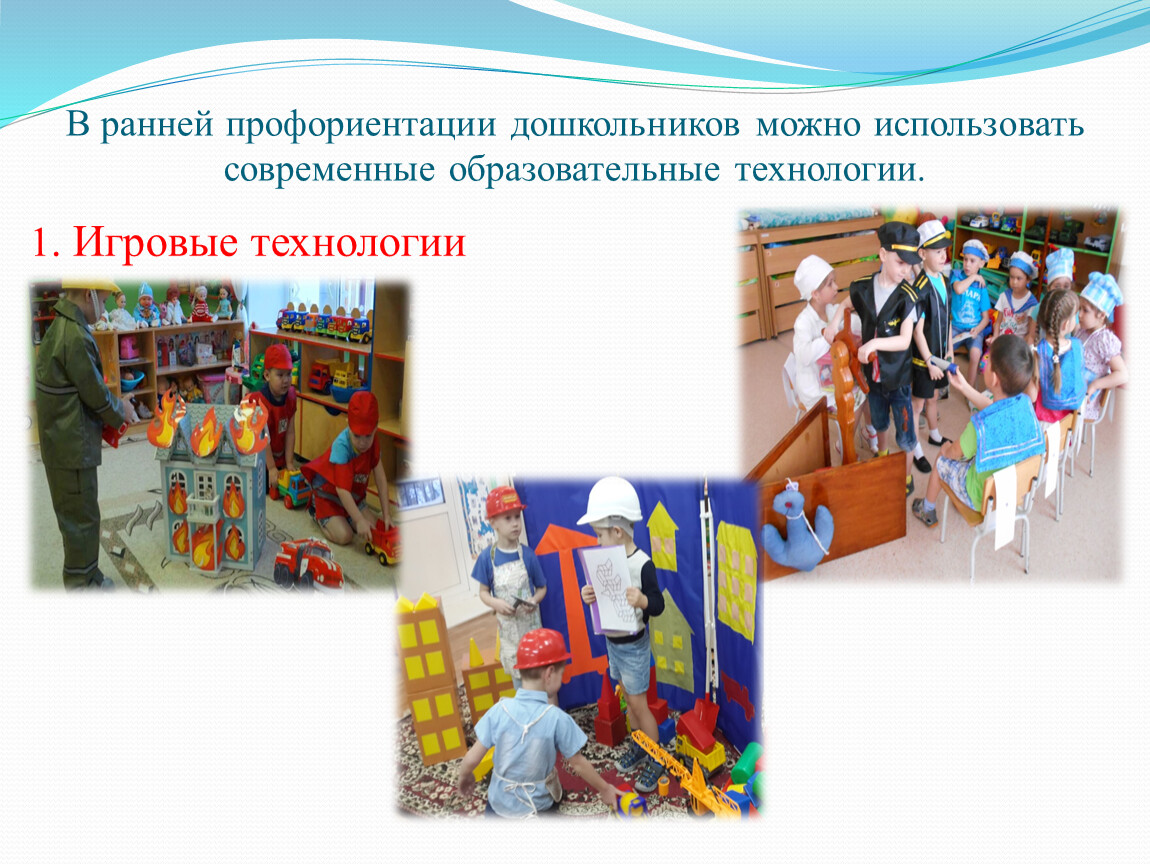 В ранней профориентации дошкольников можно использовать
современные образовательные технологии.
1. Игровые технологии